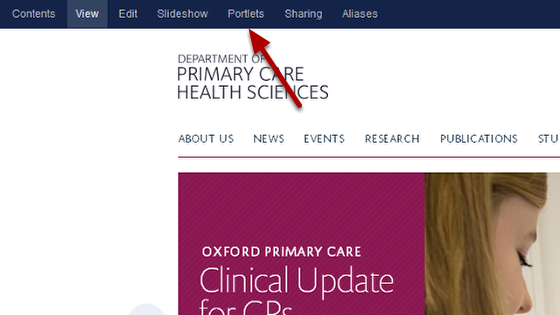 Contents View Edit Slideshow Portlets Sharing Aliases
DEPARTMENT OF
PRIMARY CARE
HEALTH SCIENCES
ABOUT US NEWS EVENTS RESEARCH PUBLICATIONS STU
OXFORD PRIMARY CARE
Clinical Update
for GPs